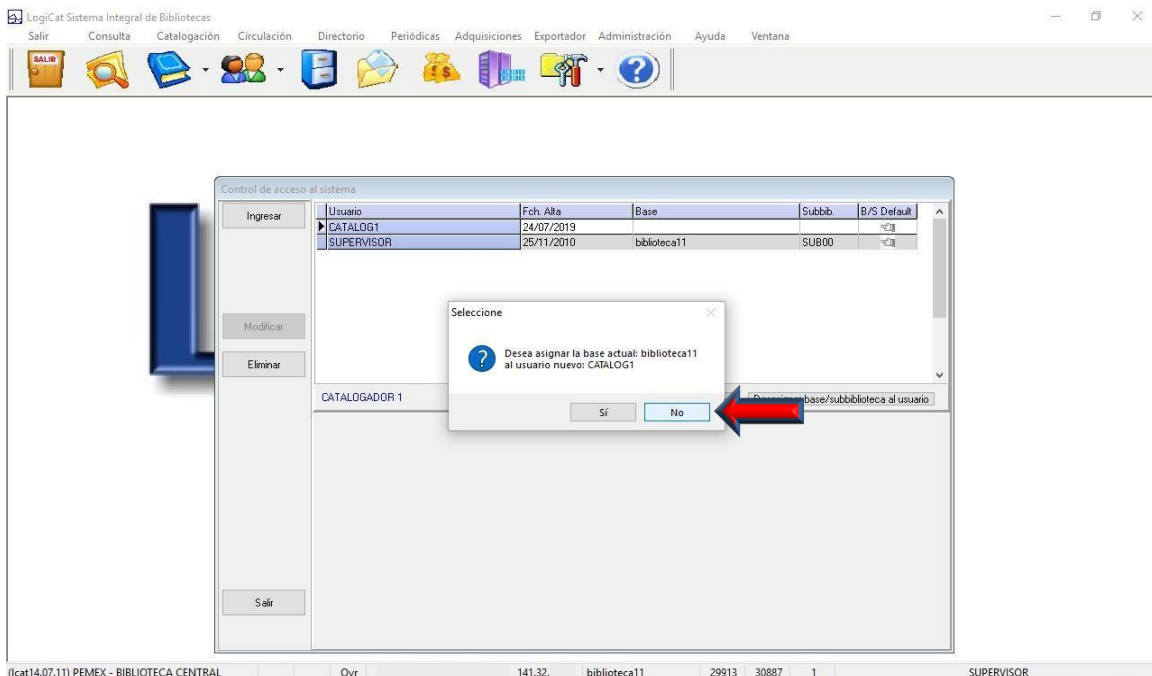 LogiCat Sistema Integral de Bibliotecas
Salir Consulta Catalogación Circulación Directorio Periódicas Adquisiciones Exportador Administración Ayuda Ventana
SALIR
Control de acceso al sistema
Ingresar
Usuario Fch. Alta Base Subbib. B/S Default
CATALOG1 24/07/2019
SUPERVISOR 25/11/2010 biblioteca11 SUB00
Seleccione
Modificar
Desea asignar la base actual: biblioteca11
al usuario nuevo: CATALOG1
Eliminar
CATALOGADOR 1
base/subbiblioteca al usuario
Sí No
Salir
(lcat14.07.11) PEMEX - BIBLIOTECA CENTRAL Ovr 141.32. biblioteca11 29913 30887 1 SUPERVISOR